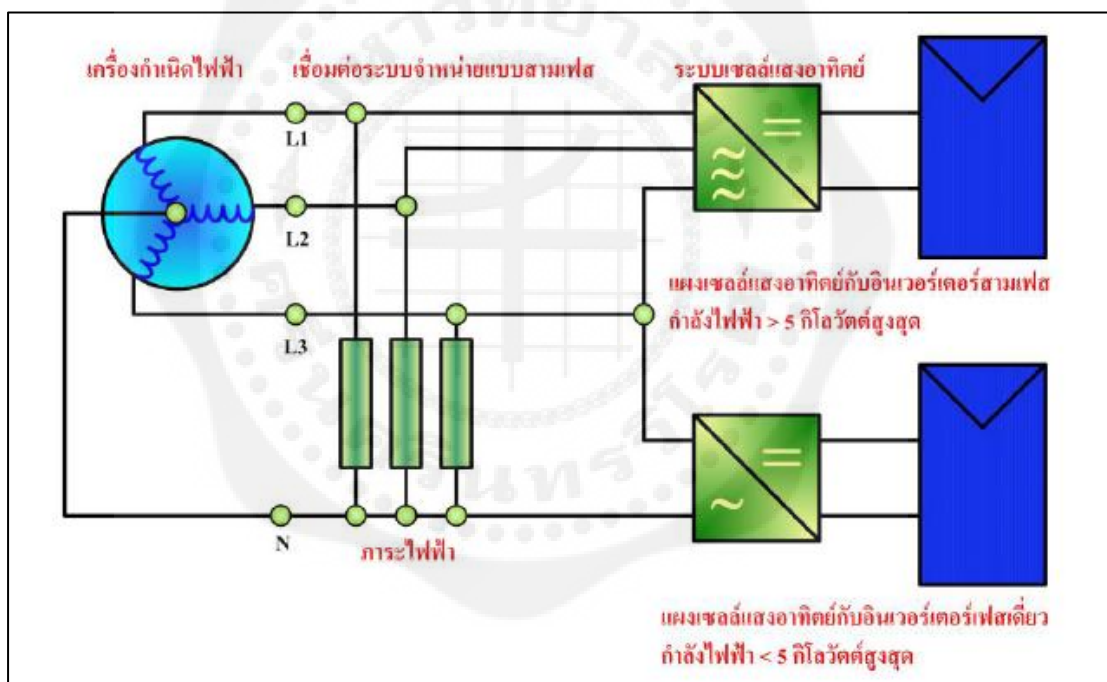 เครื่องกำเนิดไฟฟ้า
เชื่อมต่อระบบจำหน่ายแบบสามเฟส
ระบบเซลล์แสงอาทิตย์
L1
L2
L3
N
ภาระไฟฟ้า
แผงเซลล์แสงอาทิตย์กับอินเวอร์เตอร์สามเฟส
กำลังไฟฟ้า > 5 กิโลวัตต์สูงสุด
แผงเซลล์แสงอาทิตย์กับอินเวอร์เตอร์เฟสเดี่ยว
กำลังไฟฟ้า < 5 กิโลวัตต์สูงสุด